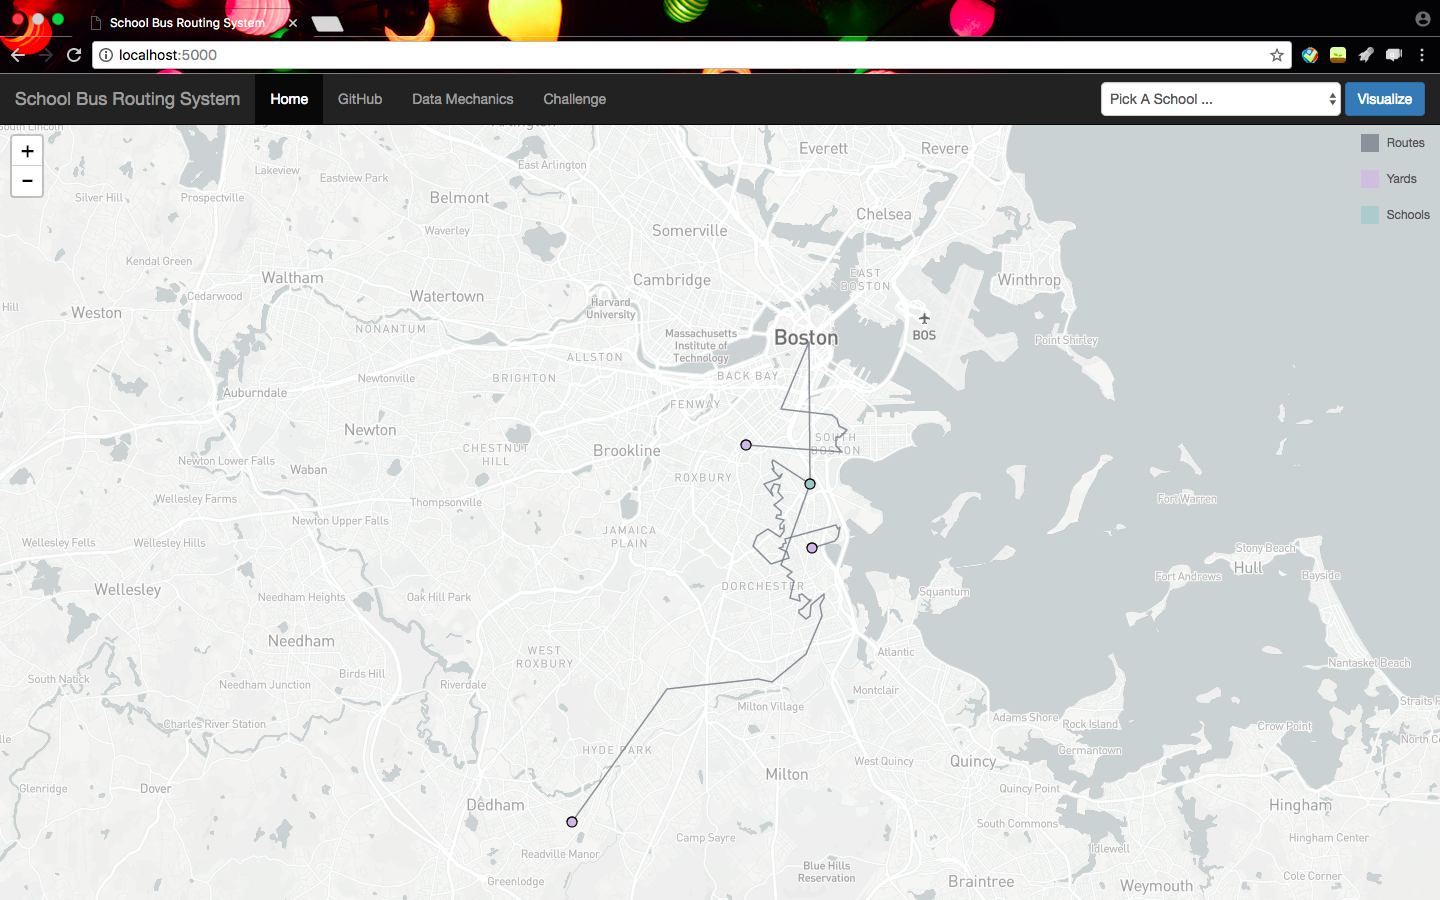 School Bus Routing System
localhost:5000
School Bus Routing System
Home
GitHub
Data Mechanics
Challenge
Pick A School ...
Visualize
+
−
Routes
Yards
Schools
South Lincoln
Arlington
Everett
Revere
Lakeview
East Arlington
Eastview Park
Silver Hill
Prospectville
Belmont
Chelsea
Waverley
Somerville
Kendal Green
Waltham
Cambridge
EAST
BOSTON
Winthrop
Cedarwood
Watertown
Harvard
University
Hill
Weston
NONANTUM
Massachusetts
Institute of
Technology
Boston
BOS
Point Shirley
ALLSTON
Newtonville
BRIGHTON
BACK BAY
Auburndale
FENWAY
Newton
CHESTNUT
HILL
Brookline
SOUTH
BOSTON
Newton Lower Falls
Waban
ROXBURY
Wellesley Farms
Thompsonville
Fort Warren
Newton Upper Falls
JAMAICA
PLAIN
Wellesley Fells
Wellesley Hills
Stony Beach
Hull
Fort Andrews
Bayside
Wellesley
Needham Heights
Oak Hill Park
DORCHESTER
Squantum
Needham
WEST
ROXBURY
Atlantic
Nantasket Beach
South Natick
Birds Hill
Needham Junction
Riverdale
Montclair
Milton Village
Straits P
Charles River Station
Adams Shore
Rock Island
Crow Point
North C
lle
HYDE PARK
Germantown
West Quincy
Quincy
Milton
Glenridge
Dover
Quincy Point
Dedham
Hingham
South Commons
Camp Sayre
Hingham Center
Readville Manor
Idlewell
Blue Hills
Reservation
Greenlodge
Braintree
Weymouth
Cole Corner